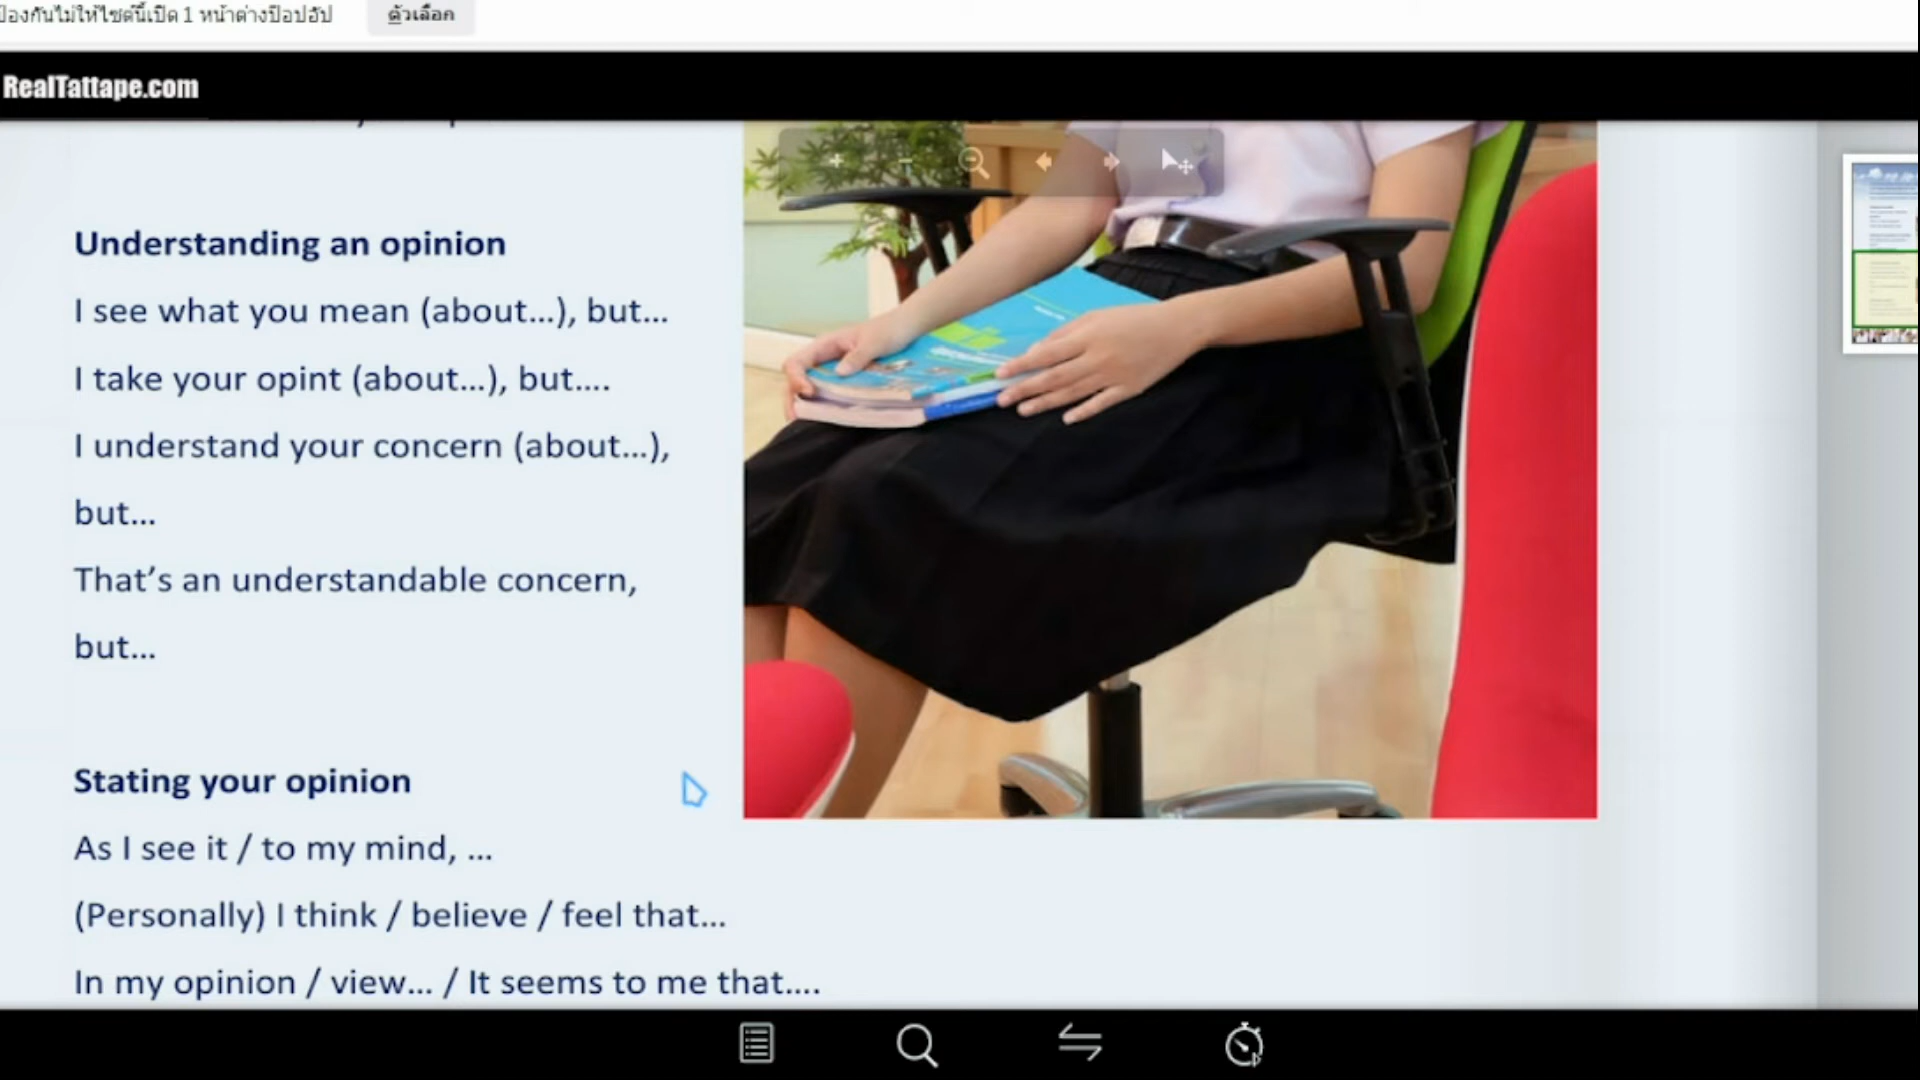 ป้องกันไม่ให้ไซต์นี้เปิด 1 หน้าต่างป๊อปอัป
ตัวเลือก
RealTattape.com
Understanding an opinion
I see what you mean (about...), but...
I take your opint (about...), but....
I understand your concern (about...),
but...
That’s an understandable concern,
but...
Stating your opinion
As I see it / to my mind, ...
(Personally) I think / believe / feel that...
In my opinion / view... / It seems to me that....